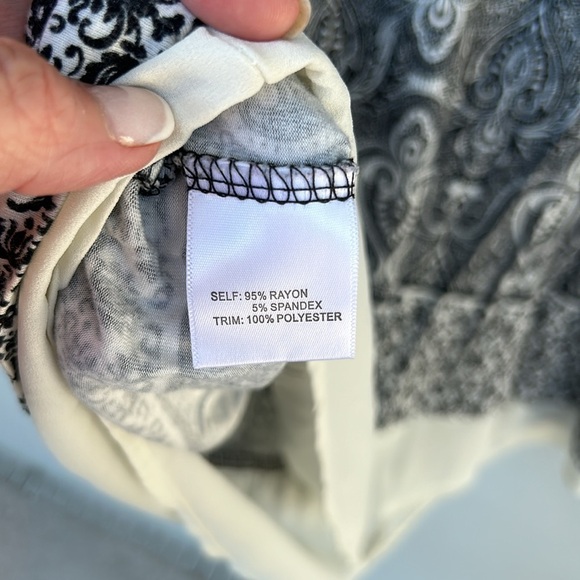 SELF: 95% RAYON
5% SPANDEX
TRIM: 100% POLYESTER